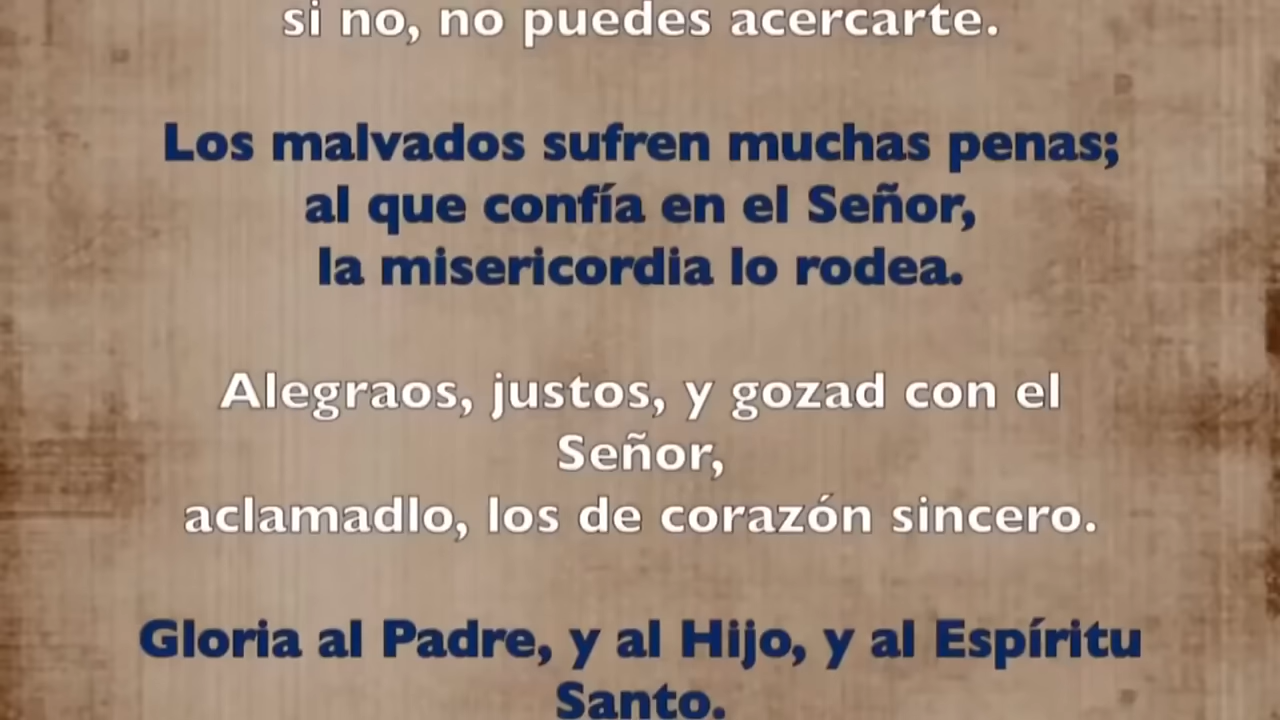 si no, no puedes acercarte.
Los malvados sufren muchas penas;
al que confía en el Señor,
la misericordia lo rodea.
Alegraos, justos, y gozad con el
Señor,
aclamadlo, los de corazón sincero.
Gloria al Padre, y al Hijo, y al Espíritu
Santo.